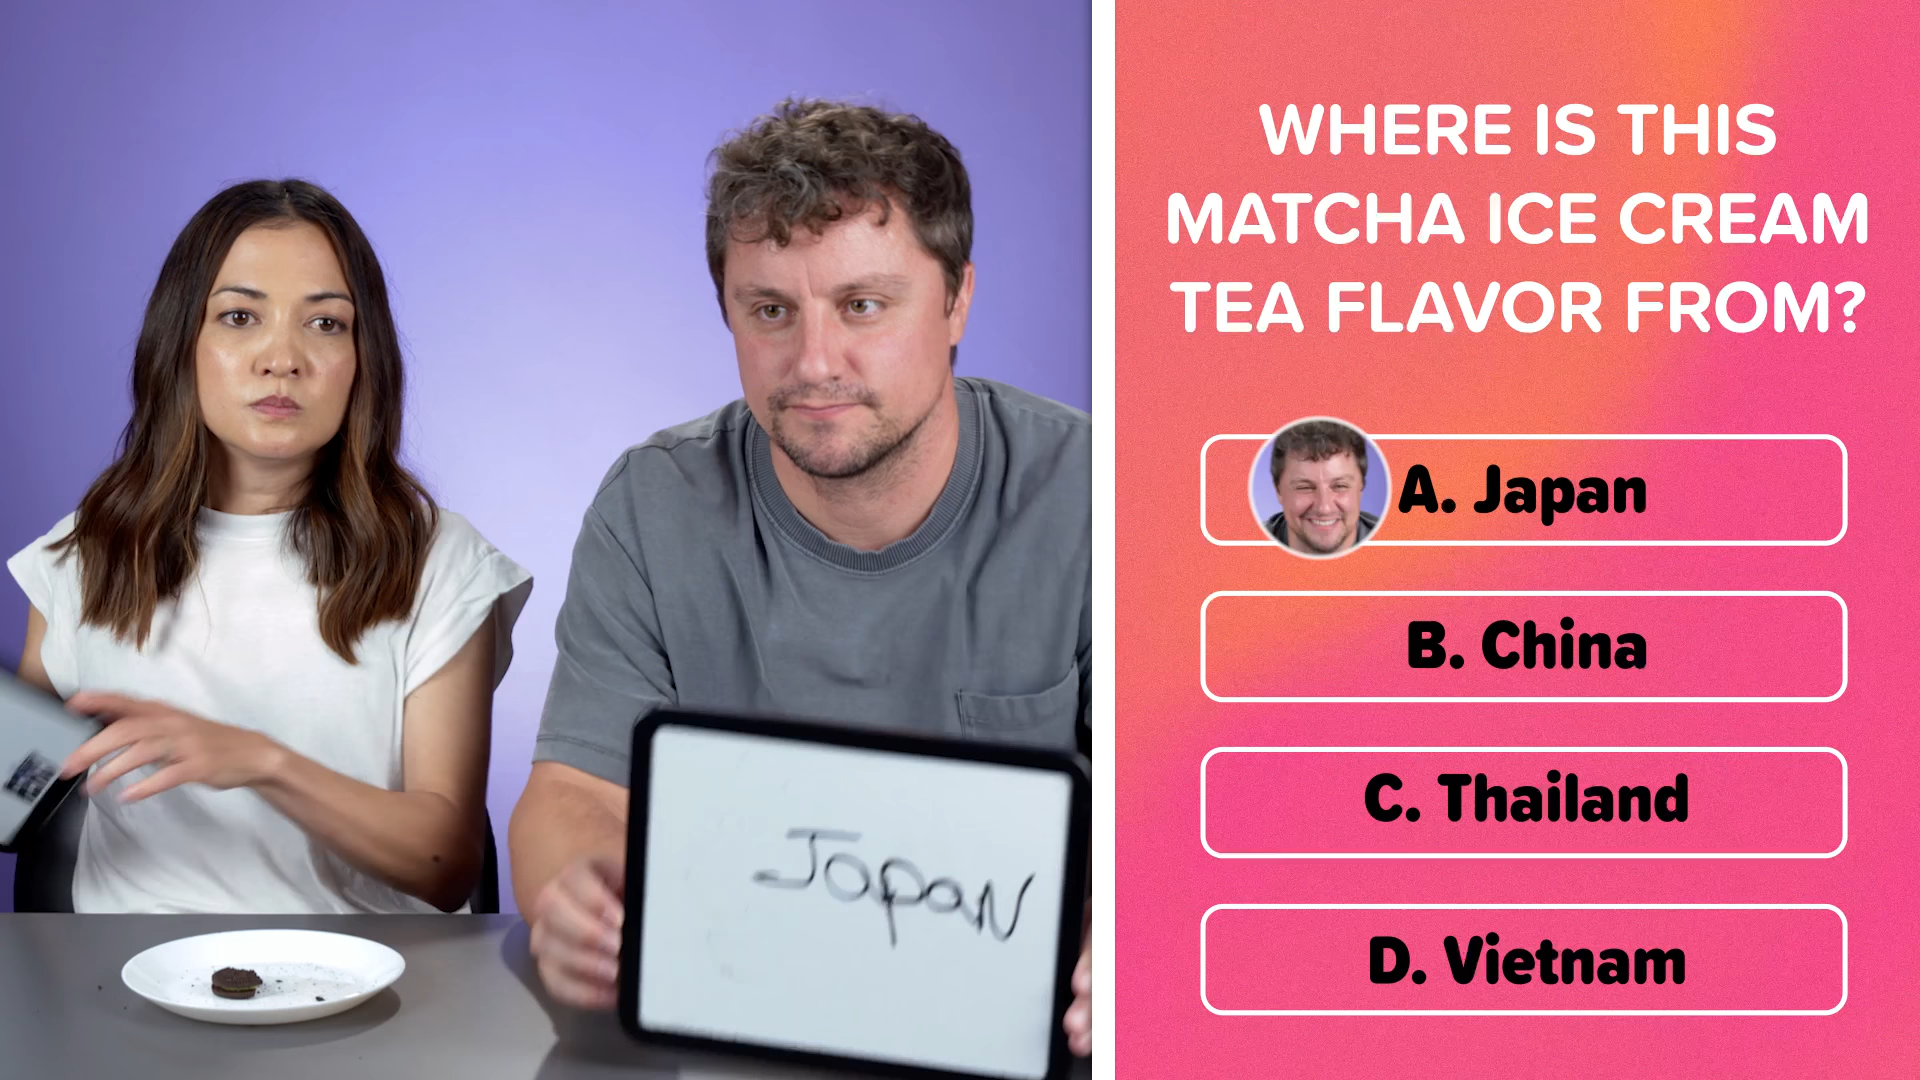 Japan
WHERE IS THIS
MATCHA ICE CREAM
TEA FLAVOR FROM?
A. Japan
B. China
C. Thailand
D. Vietnam